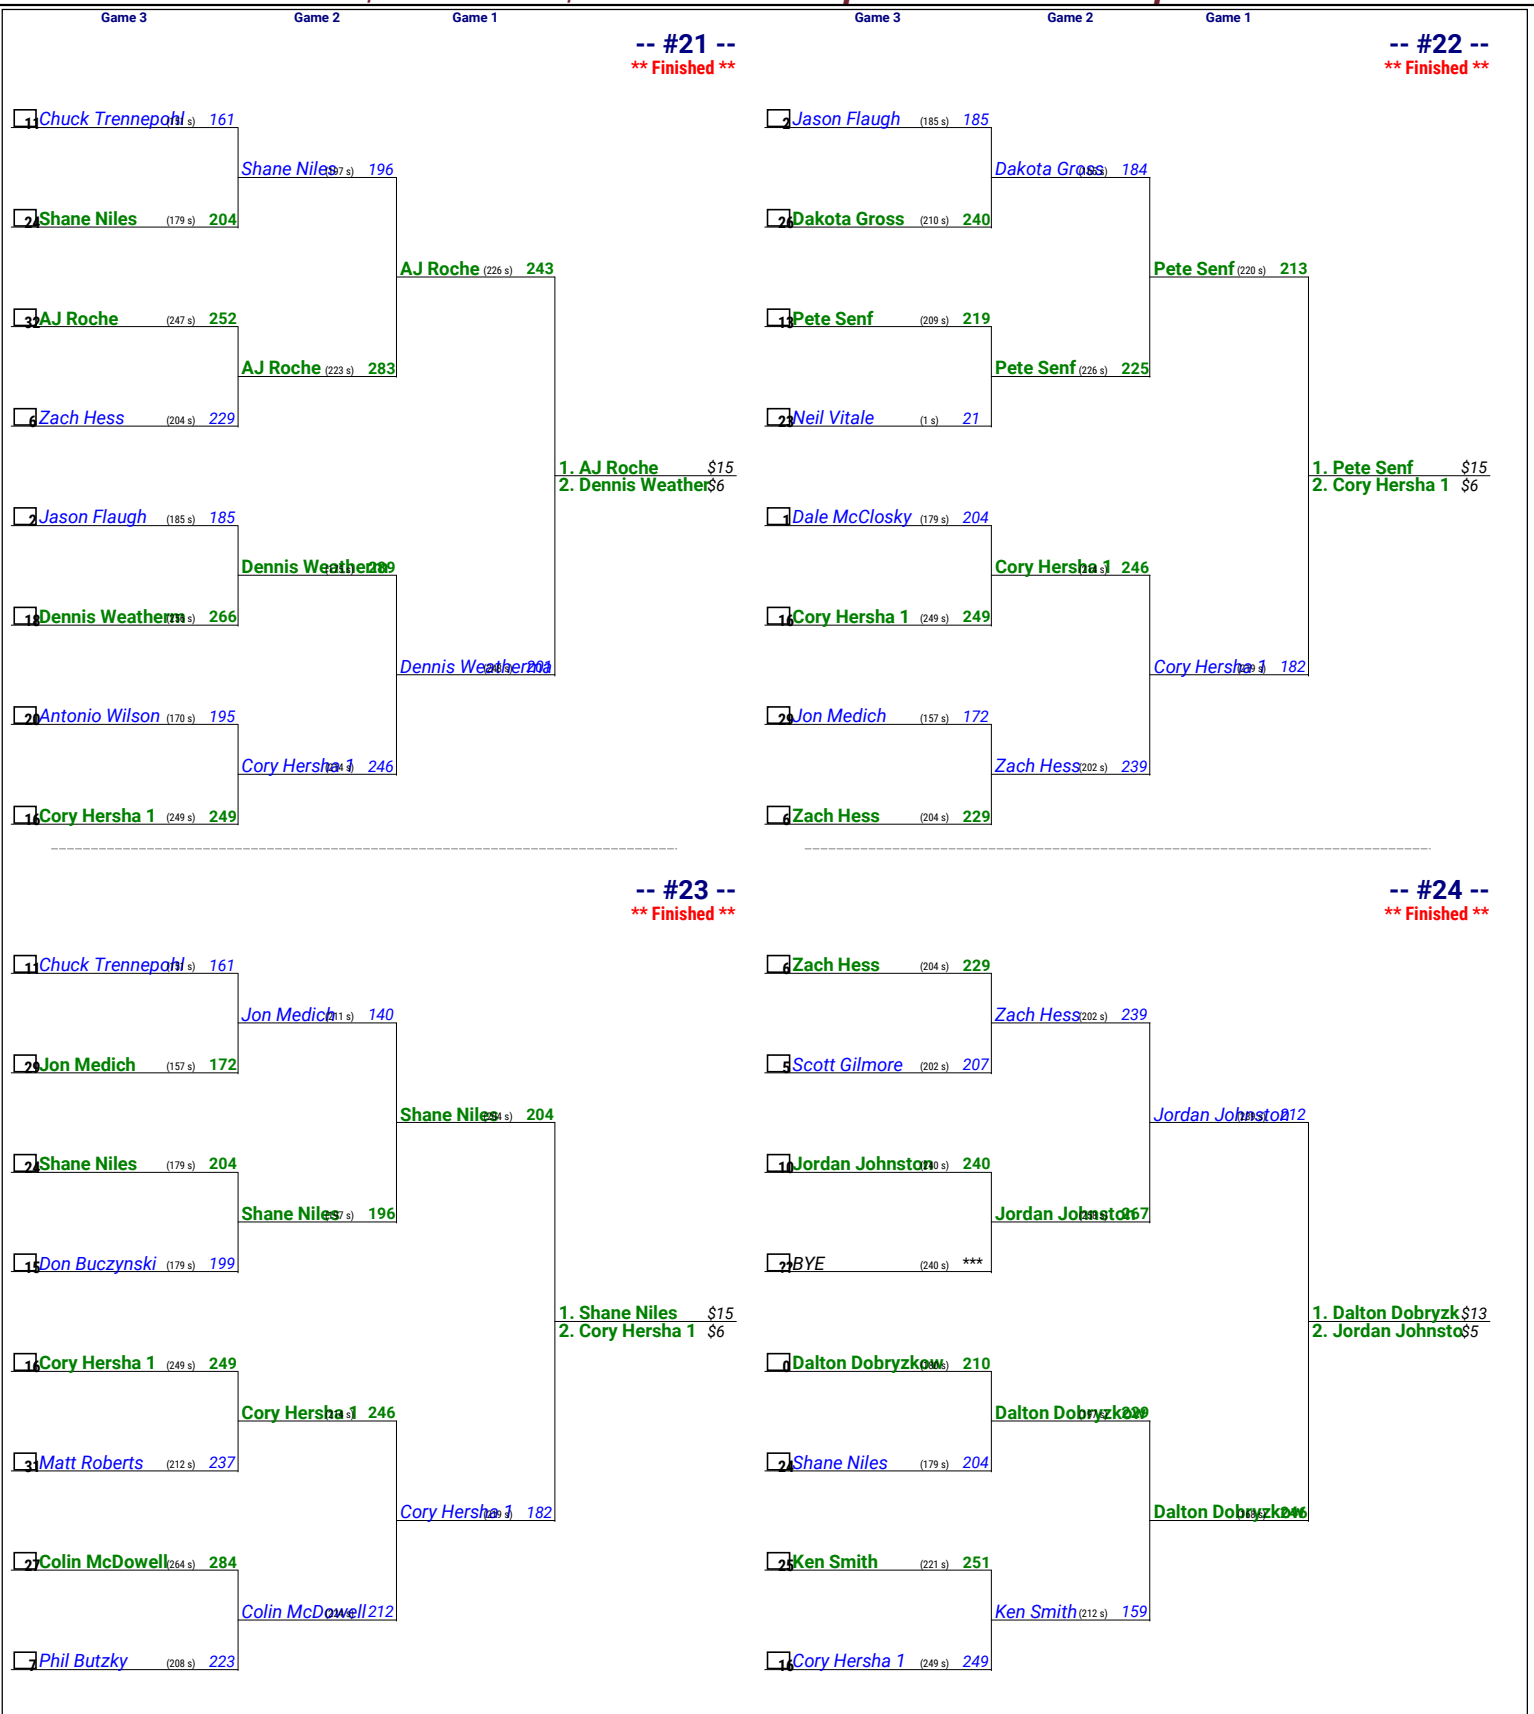 Game 3 Game 2 Game 1 Game 3 Game 2 Game 1
-- #21 --
** Finished **
11 Chuck Trennepohl (131 s) 161
Shane Niles 196
24 Shane Niles (179 s) 204
AJ Roche (226 s) 243
32 AJ Roche (247 s) 252
AJ Roche (223 s) 283
6 Zach Hess (204 s) 229
1. AJ Roche $15
2. Dennis Weather $6
2 Jason Flaugh (185 s) 185
Dennis Weatherm 289
18 Dennis Weatherm 266
Dennis Weatherma 201
20 Antonio Wilson (170 s) 195
Cory Hersha 1 246
16 Cory Hersha 1 (249 s) 249
-- #22 --
** Finished **
2 Jason Flaugh (185 s) 185
Dakota Gross 184
26 Dakota Gross (210 s) 240
Pete Senf (220 s) 213
13 Pete Senf (209 s) 219
Pete Senf (226 s) 225
23 Neil Vitale (1 s) 21
1. Pete Senf $15
2. Cory Hersha 1 $6
1 Dale McClosky (179 s) 204
Cory Hersha 1 246
16 Cory Hersha 1 (249 s) 249
Cory Hersha 1 182
29 Jon Medich (157 s) 172
Zach Hess (202 s) 239
6 Zach Hess (204 s) 229
-- #23 --
** Finished **
11 Chuck Trennepohl (131 s) 161
Jon Medich (211 s) 140
29 Jon Medich (157 s) 172
Shane Niles 204
24 Shane Niles (179 s) 204
Shane Niles 196
15 Don Buczynski (179 s) 199
1. Shane Niles $15
2. Cory Hersha 1 $6
16 Cory Hersha 1 (249 s) 249
Cory Hersha 1 246
31 Matt Roberts (212 s) 237
Cory Hersha 1 182
27 Colin McDowell (264 s) 284
Colin McDowell 212
7 Phil Butzky (208 s) 223
-- #24 --
** Finished **
6 Zach Hess (204 s) 229
Zach Hess (202 s) 239
5 Scott Gilmore (202 s) 207
Jordan Johnston 212
10 Jordan Johnston (240 s) 240
Jordan Johnston 267
?? BYE (240 s) ***
1. Dalton Dobryzk $13
2. Jordan Johnsto $5
0 Dalton Dobryzkow 210
Dalton Dobryzkow 229
24 Shane Niles (179 s) 204
Dalton Dobryzkow 246
25 Ken Smith (221 s) 251
Ken Smith (212 s) 159
16 Cory Hersha 1 (249 s) 249